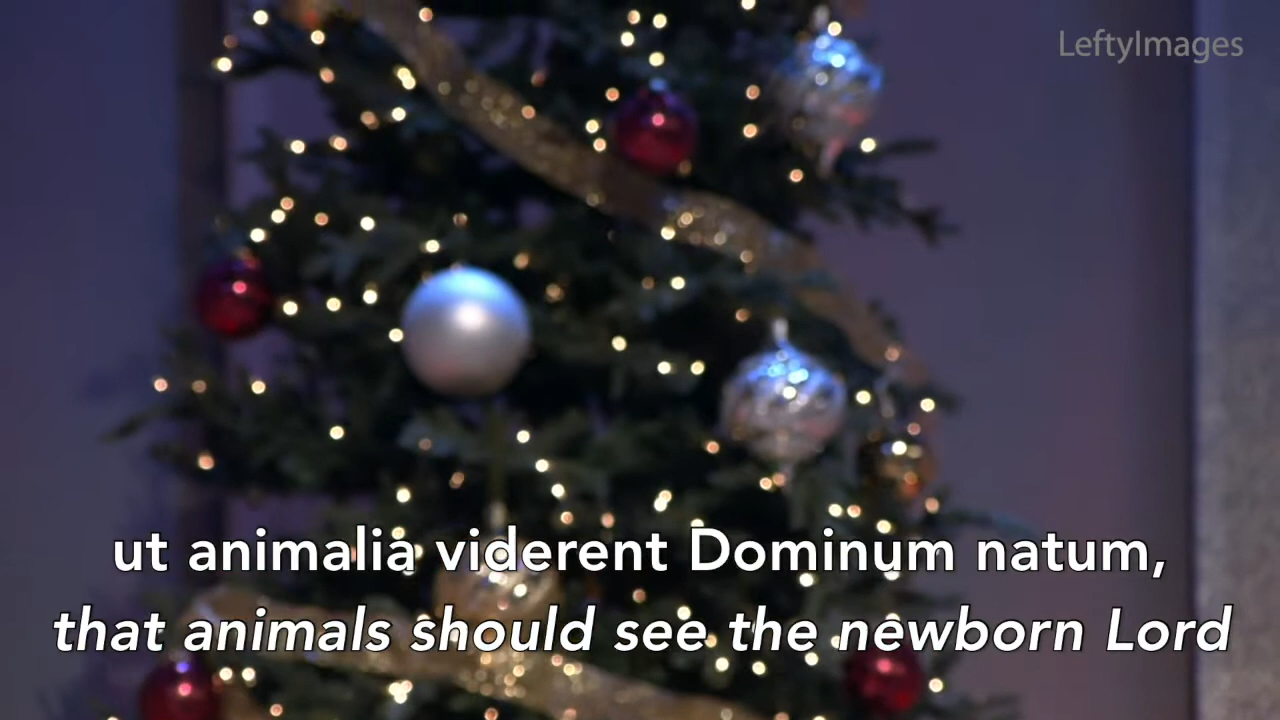 LeftyImages
ut animalia viderent Dominum natum,
that animals should see the newborn Lord